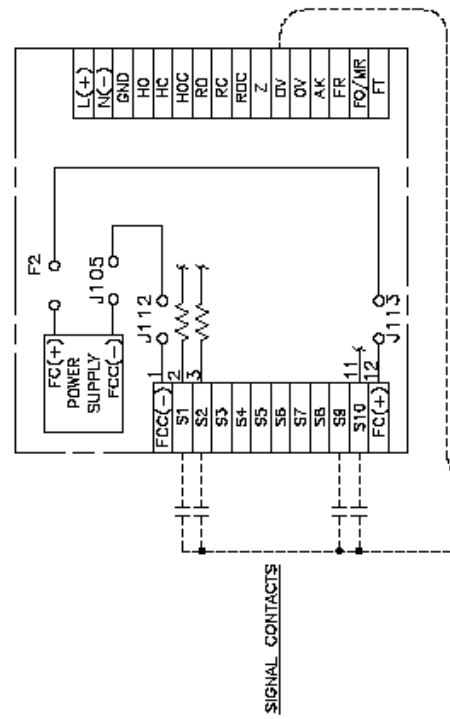 L(+)
N(-)
GND
HO
HC
HOC
RO
RC
ROC
Z
OV
OV
AK
FR
FO/MR
FT
F2
J105
FC(+)
POWER
SUPPLY
FCC(-)
J112
J113
1
2
3
11
12
FCC(-)
S1
S2
S3
S4
S5
S6
S7
S8
S9
S10
FC(+)
SIGNAL CONTACTS